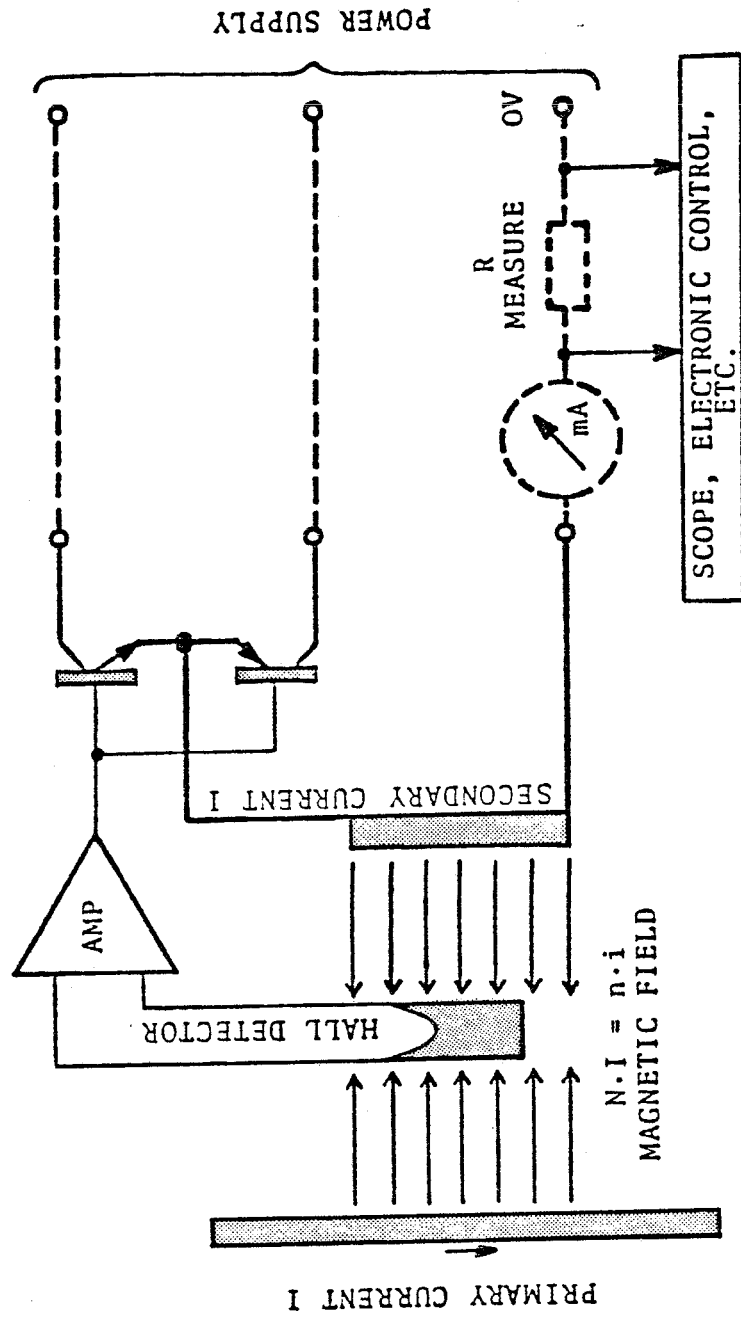 PRIMARY CURRENT I
N·I = n·i
MAGNETIC FIELD
HALL DETECTOR
AMP
SECONDARY CURRENT I
mA
R
MEASURE
OV
POWER SUPPLY
SCOPE, ELECTRONIC CONTROL,
ETC.